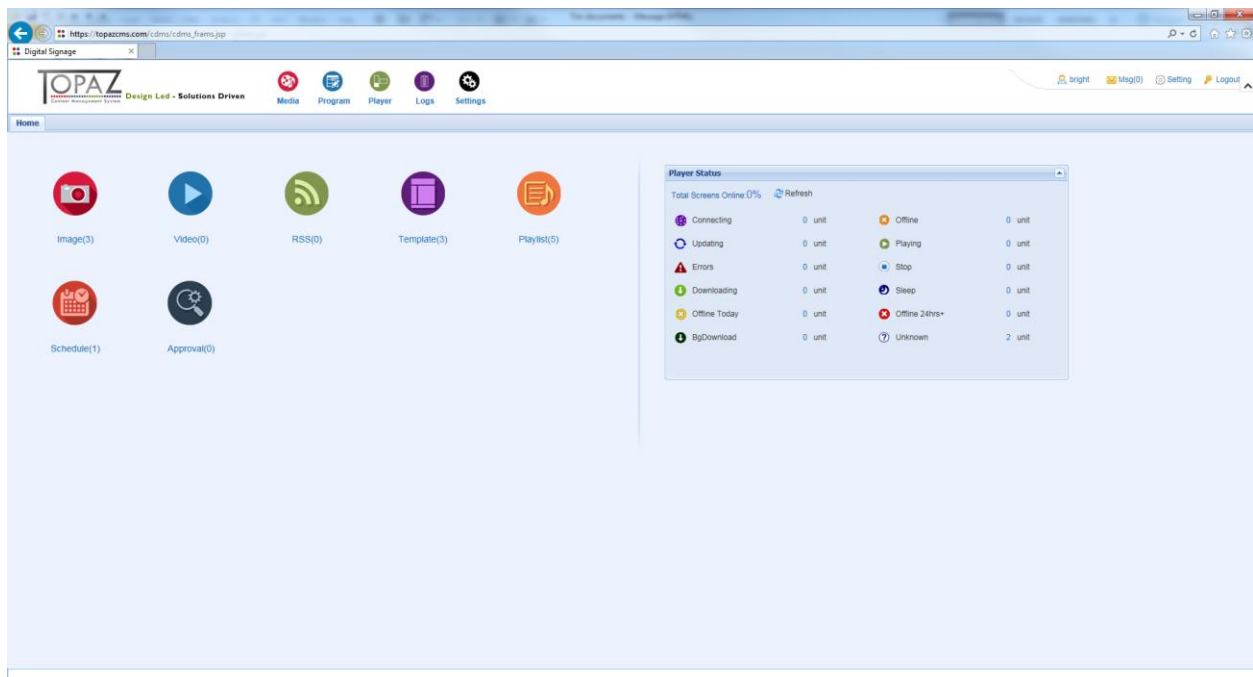 https://topazcms.com/cdms/cdms_frams.jsp
Digital Signage
TOPAZ
Content Management System
Design Led - Solutions Driven
Media Program Player Logs Settings
bright Msg(0) Setting Logout
Home
Image(3) Video(0) RSS(0) Template(3) Playlist(5)
Schedule(1) Approval(0)
Player Status
Total Screens Online:0% Refresh
Connecting 0 unit Offline 0 unit
Updating 0 unit Playing 0 unit
Errors 0 unit Stop 0 unit
Downloading 0 unit Sleep 0 unit
Offline Today 0 unit Offline 24hrs+ 0 unit
BgDownload 0 unit Unknown 2 unit